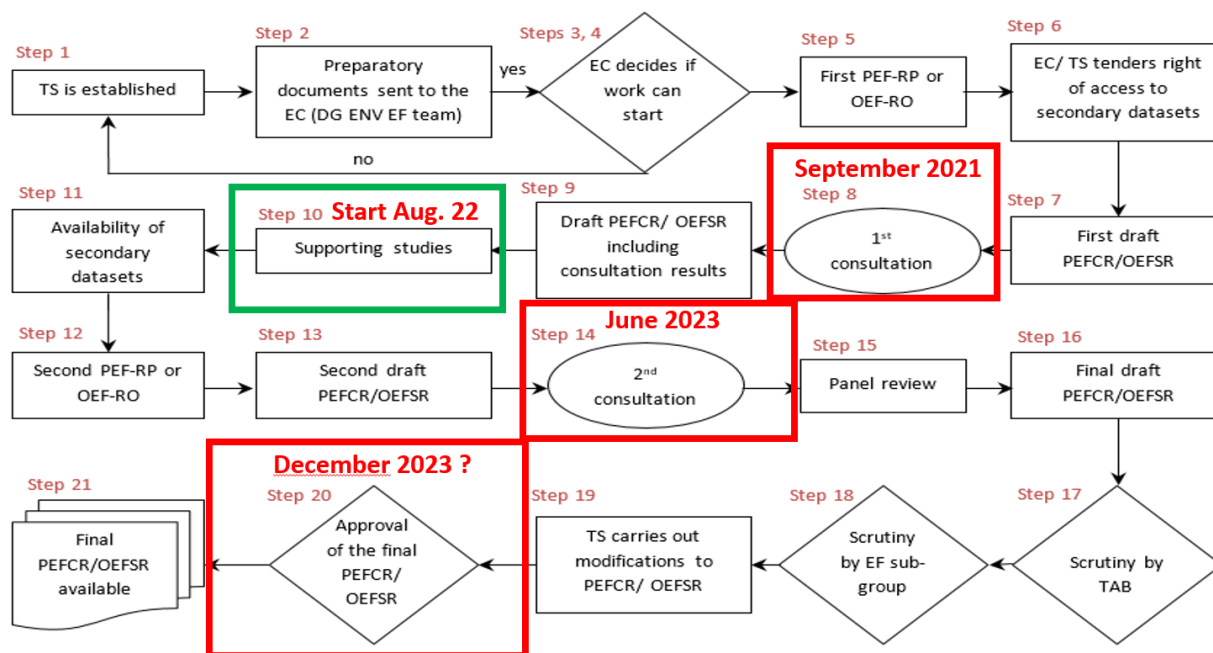 Step 1
TS is established
Step 2
Preparatory
documents sent to the
EC (DG ENV EF team)
yes
Steps 3, 4
EC decides if
work can
start
no
Step 5
First PEF-RP or
OEF-RO
Step 6
EC/ TS tenders right
of access to
secondary datasets
Step 7
First draft
PEFCR/OEFSR
September 2021
Step 8
1st
consultation
Step 9
Draft PEFCR/ OEFSR
including
consultation results
Start Aug. 22
Step 10
Supporting studies
Step 11
Availability of
secondary
datasets
Step 12
Second PEF-RP or
OEF-RO
Step 13
Second draft
PEFCR/OEFSR
June 2023
Step 14
2nd
consultation
Step 15
Panel review
Step 16
Final draft
PEFCR/OEFSR
Step 17
Scrutiny by
TAB
Step 18
Scrutiny
by EF sub-
group
Step 19
TS carries out
modifications to
PEFCR/ OEFSR
December 2023 ?
Step 20
Approval
of the final
PEFCR/
OEFSR
Step 21
Final
PEFCR/OEFSR
available